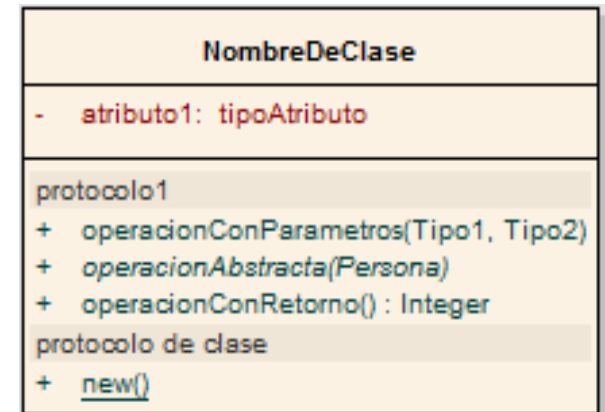 NombreDeClase
- atributo1: tipoAtributo
protocolo1
+ operacionConParametros(Tipo1, Tipo2)
+ operacionAbstracta(Persona)
+ operacionConRetorno() : Integer
protocolo de clase
+ new()